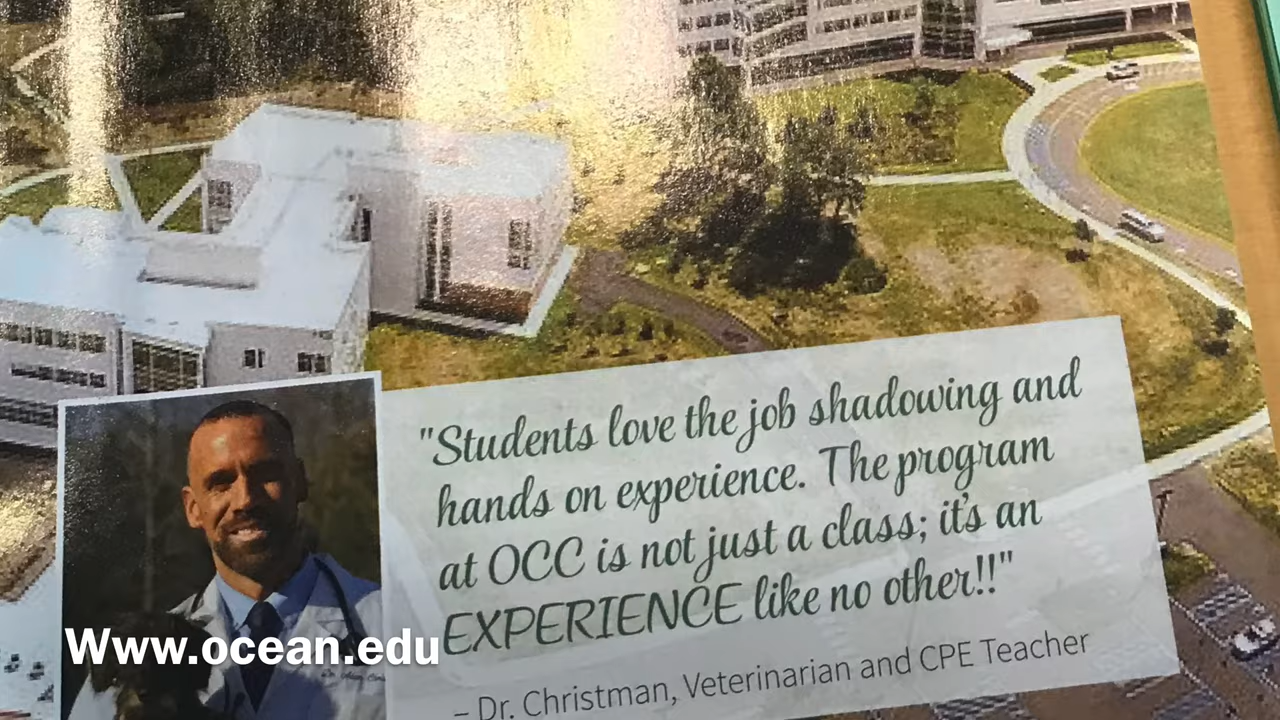 "Students love the job shadowing and
hands on experience. The program
at OCC is not just a class; it's an
EXPERIENCE like no other!!"
– Dr. Christman, Veterinarian and CPE Teacher
Www.ocean.edu